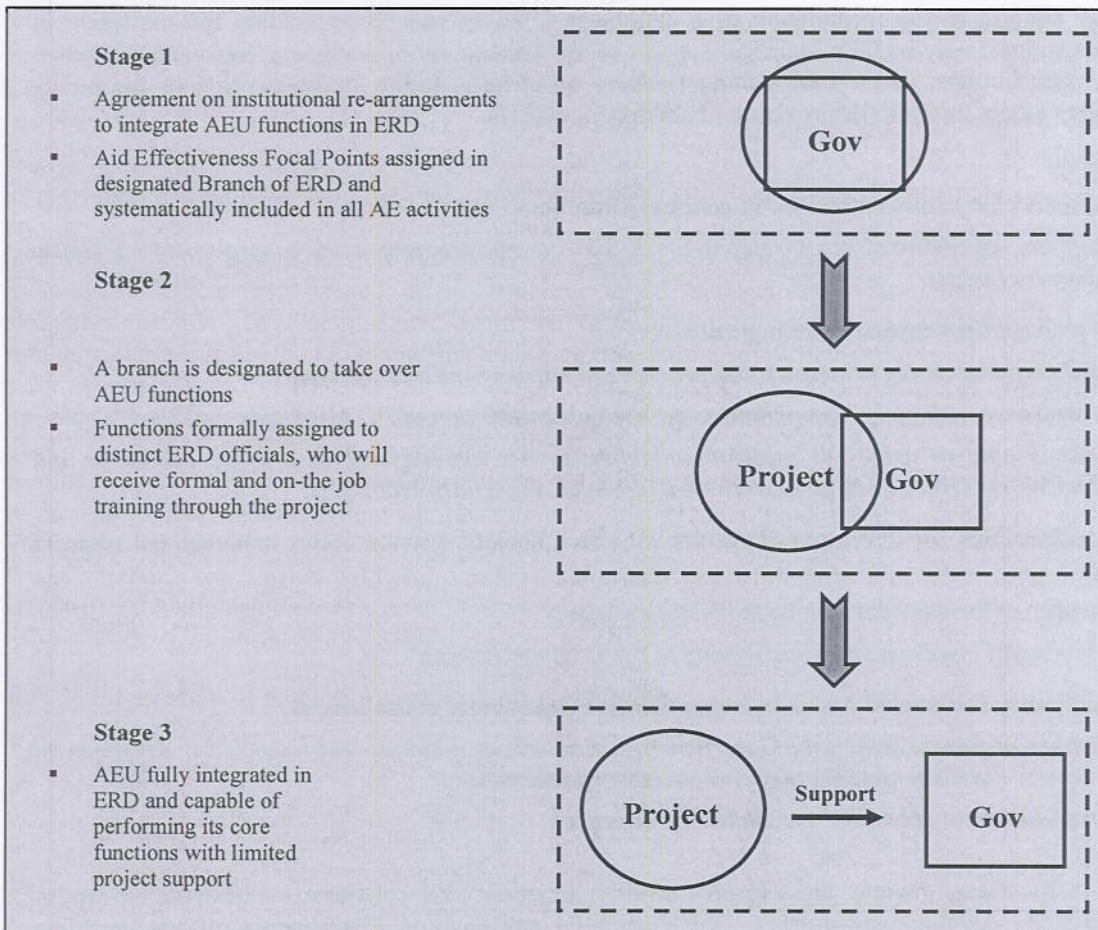 Stage 1
▪ Agreement on institutional re-arrangements
to integrate AEU functions in ERD
▪ Aid Effectiveness Focal Points assigned in
designated Branch of ERD and
systematically included in all AE activities
Gov
Stage 2
▪ A branch is designated to take over
AEU functions
▪ Functions formally assigned to
distinct ERD officials, who will
receive formal and on-the job
training through the project
Project Gov
Stage 3
▪ AEU fully integrated in
ERD and capable of
performing its core
functions with limited
project support
Project
Support
Gov